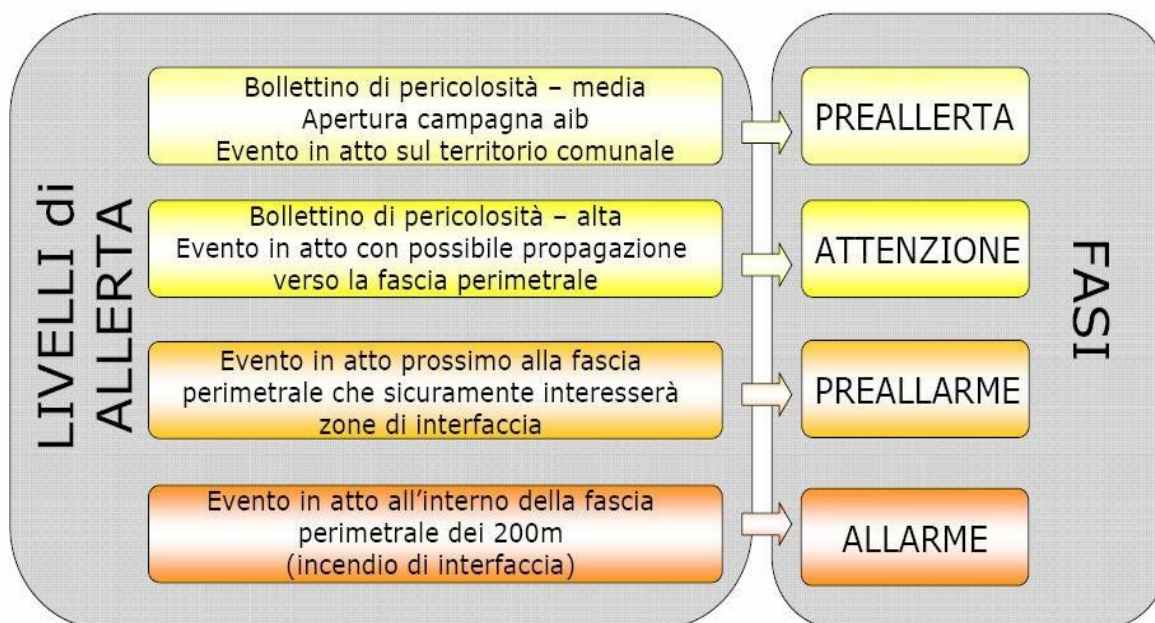 LIVELLI di
ALLERTA
Bollettino di pericolosità – media
Apertura campagna aib
Evento in atto sul territorio comunale
PREALLERTA
Bollettino di pericolosità – alta
Evento in atto con possibile propagazione
verso la fascia perimetrale
ATTENZIONE
Evento in atto prossimo alla fascia
perimetrale che sicuramente interesserà
zone di interfaccia
PREALLARME
Evento in atto all'interno della fascia
perimetrale dei 200m
(incendio di interfaccia)
ALLARME
FASI